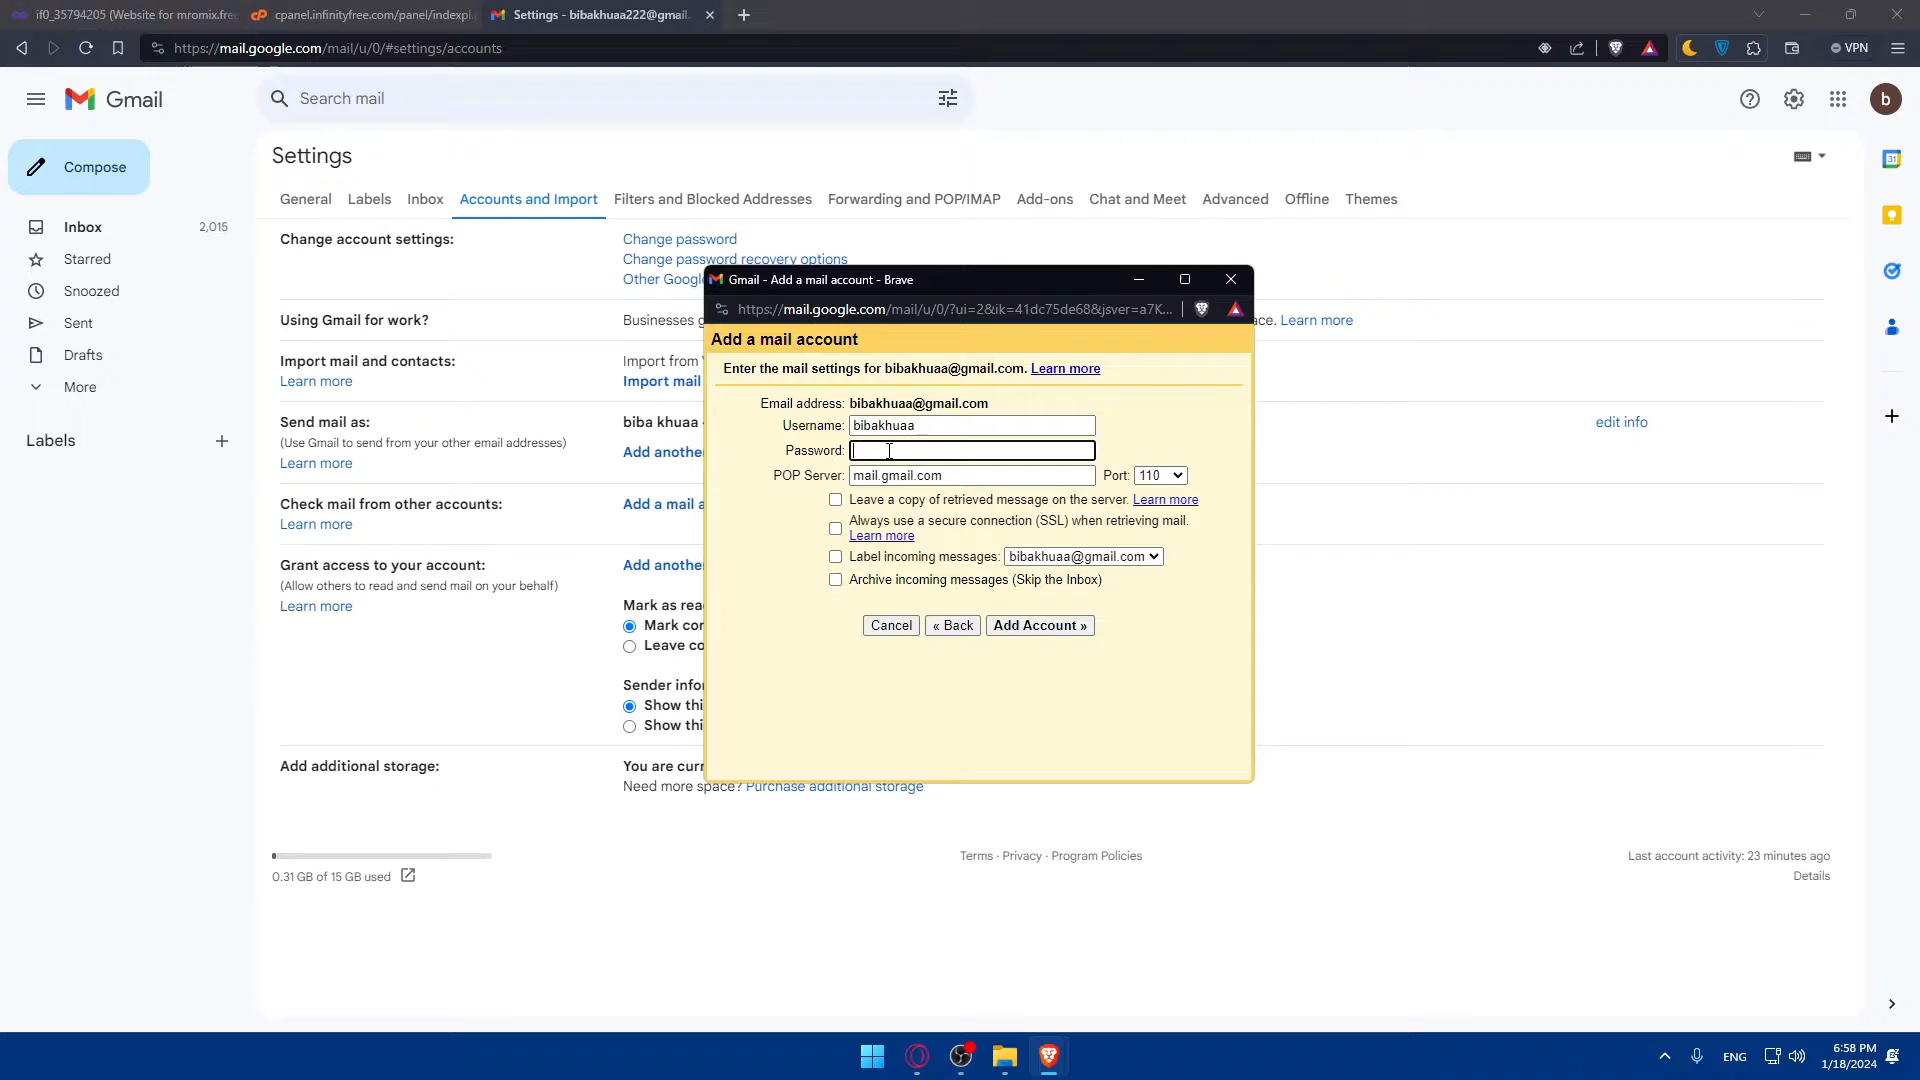 if0_35794205 (Website for mromix.fre
cpanel.infinityfree.com/panel/indexpl.
Settings - bibakhuaa222@gmail.
https://mail.google.com/mail/u/0/#settings/accounts
VPN
Gmail
Search mail
b
Compose
Settings
31
General Labels Inbox Accounts and Import Filters and Blocked Addresses Forwarding and POP/IMAP Add-ons Chat and Meet Advanced Offline Themes
Inbox 2,015
Starred
Snoozed
Sent
Drafts
More
Labels
Change account settings:
Change password
Change password recovery options
Other Google
Using Gmail for work?
Businesses g
ace. Learn more
Import mail and contacts:
Learn more
Import from
Import mail
Send mail as:
(Use Gmail to send from your other email addresses)
Learn more
biba khuaa
Add anothe
edit info
Check mail from other accounts:
Learn more
Add a mail a
Grant access to your account:
(Allow others to read and send mail on your behalf)
Learn more
Add anothe
Mark as rea
Mark cor
Leave co
Sender infor
Show thi
Show thi
Add additional storage:
You are curr
Need more space? Purchase additional storage
Gmail - Add a mail account - Brave
https://mail.google.com/mail/u/0/?ui=2&ik=41dc75de68&jsver=a7K...
Add a mail account
Enter the mail settings for bibakhuaa@gmail.com. Learn more
Email address: bibakhuaa@gmail.com
Username: bibakhuaa
Password:
POP Server: mail.gmail.com Port: 110
Leave a copy of retrieved message on the server. Learn more
Always use a secure connection (SSL) when retrieving mail.
Learn more
Label incoming messages: bibakhuaa@gmail.com
Archive incoming messages (Skip the Inbox)
Cancel « Back Add Account »
0.31 GB of 15 GB used
Terms · Privacy · Program Policies
Last account activity: 23 minutes ago
Details
ENG
6:58 PM
1/18/2024